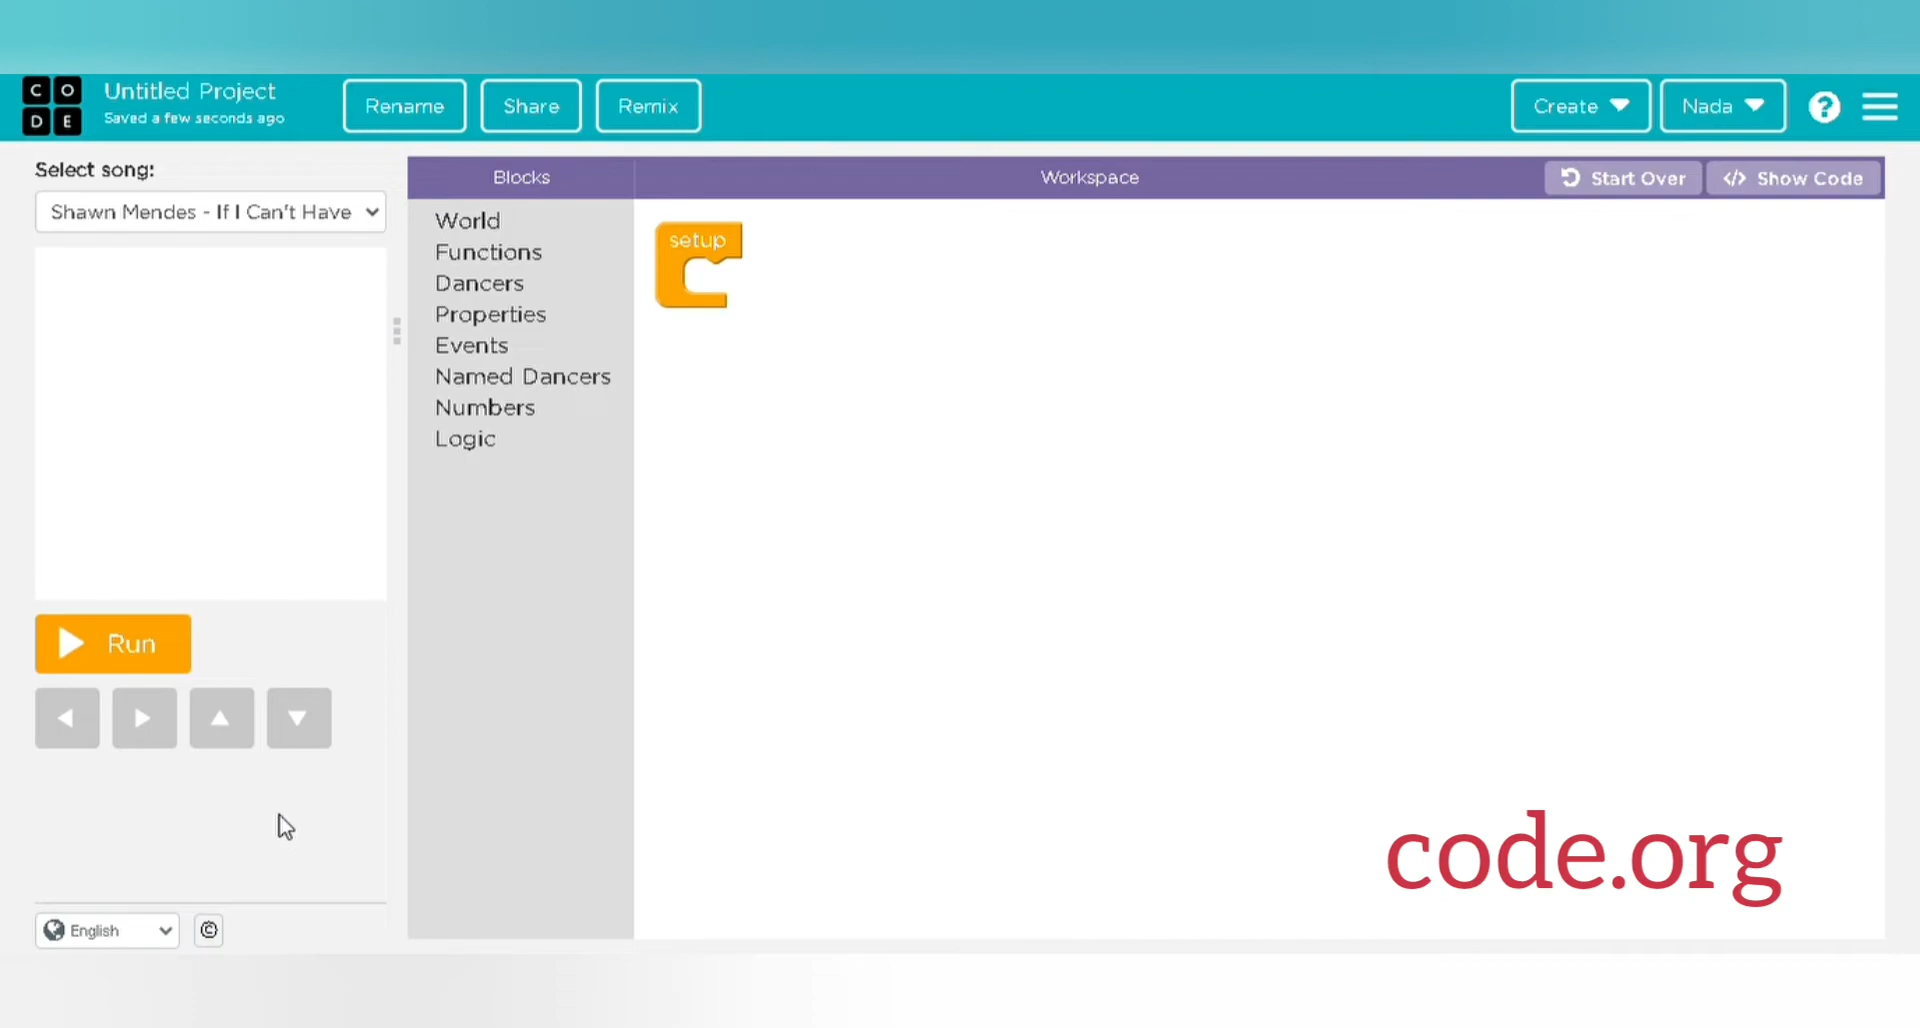 CODE
Untitled Project
Saved a few seconds ago
Rename
Share
Remix
Create
Nada
?
Select song:
Shawn Mendes - If I Can't Have
Blocks
Workspace
Start Over
</> Show Code
World
Functions
Dancers
Properties
Events
Named Dancers
Numbers
Logic
setup
Run
English
©
code.org